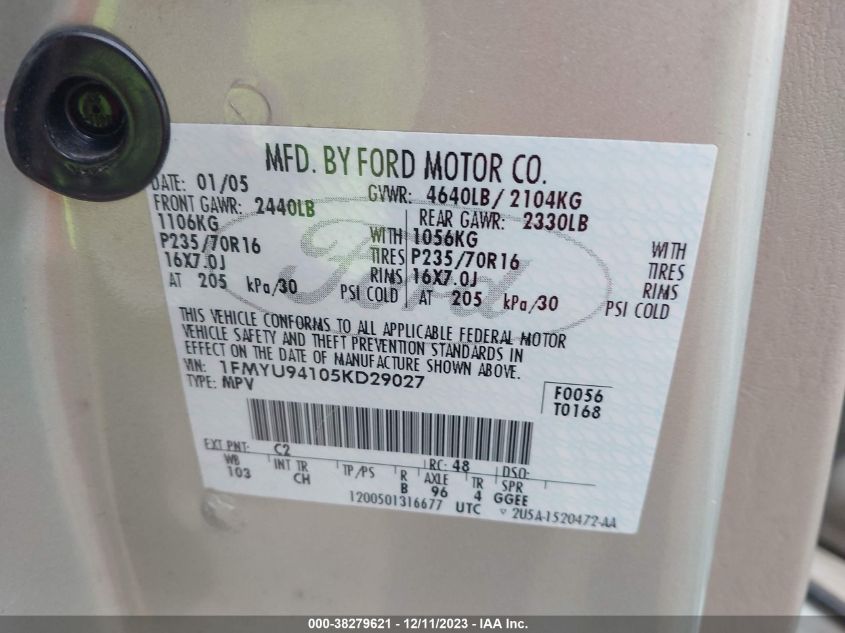 MFD. BY FORD MOTOR CO.
DATE: 01/05 GVWR: 4640LB/ 2104KG
FRONT GAWR: 2440LB REAR GAWR: 2330LB
1106KG WITH 1056KG WITH
P235/70R16 TIRES P235/70R16 TIRES
16X7.0J RIMS 16X7.0J RIMS
AT 205 kPa/30 PSI COLD AT 205 kPa/30 PSI COLD
Ford
THIS VEHICLE CONFORMS TO ALL APPLICABLE FEDERAL MOTOR
VEHICLE SAFETY AND THEFT PREVENTION STANDARDS IN
EFFECT ON THE DATE OF MANUFACTURE SHOWN ABOVE.
VIN: 1FMYU94105KD29027
TYPE: MPV
F0056
T0168
EXT PNT: C2 RC: 48 DSO:
WB INT TR TP/PS R AXLE TR SPR
103 CH B 96 4 GGEE
1200501316677 UTC 2U5A-1520472-AA
000-38279621 - 12/11/2023 - IAA Inc.